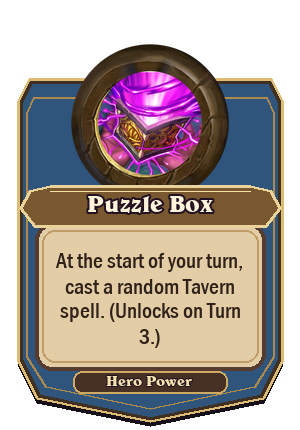 Puzzle Box
At the start of your turn,
cast a random Tavern
spell. (Unlocks on Turn
3.)
Hero Power